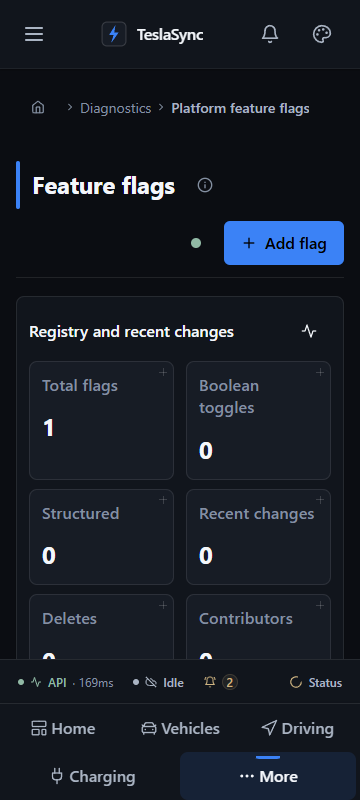 TeslaSync
Diagnostics
Platform feature flags
Feature flags
+ Add flag
Registry and recent changes
Total flags
1
Boolean toggles
0
Structured
0
Recent changes
0
Deletes
Contributors
API · 169ms
Idle
2
Status
Home
Vehicles
Driving
Charging
More